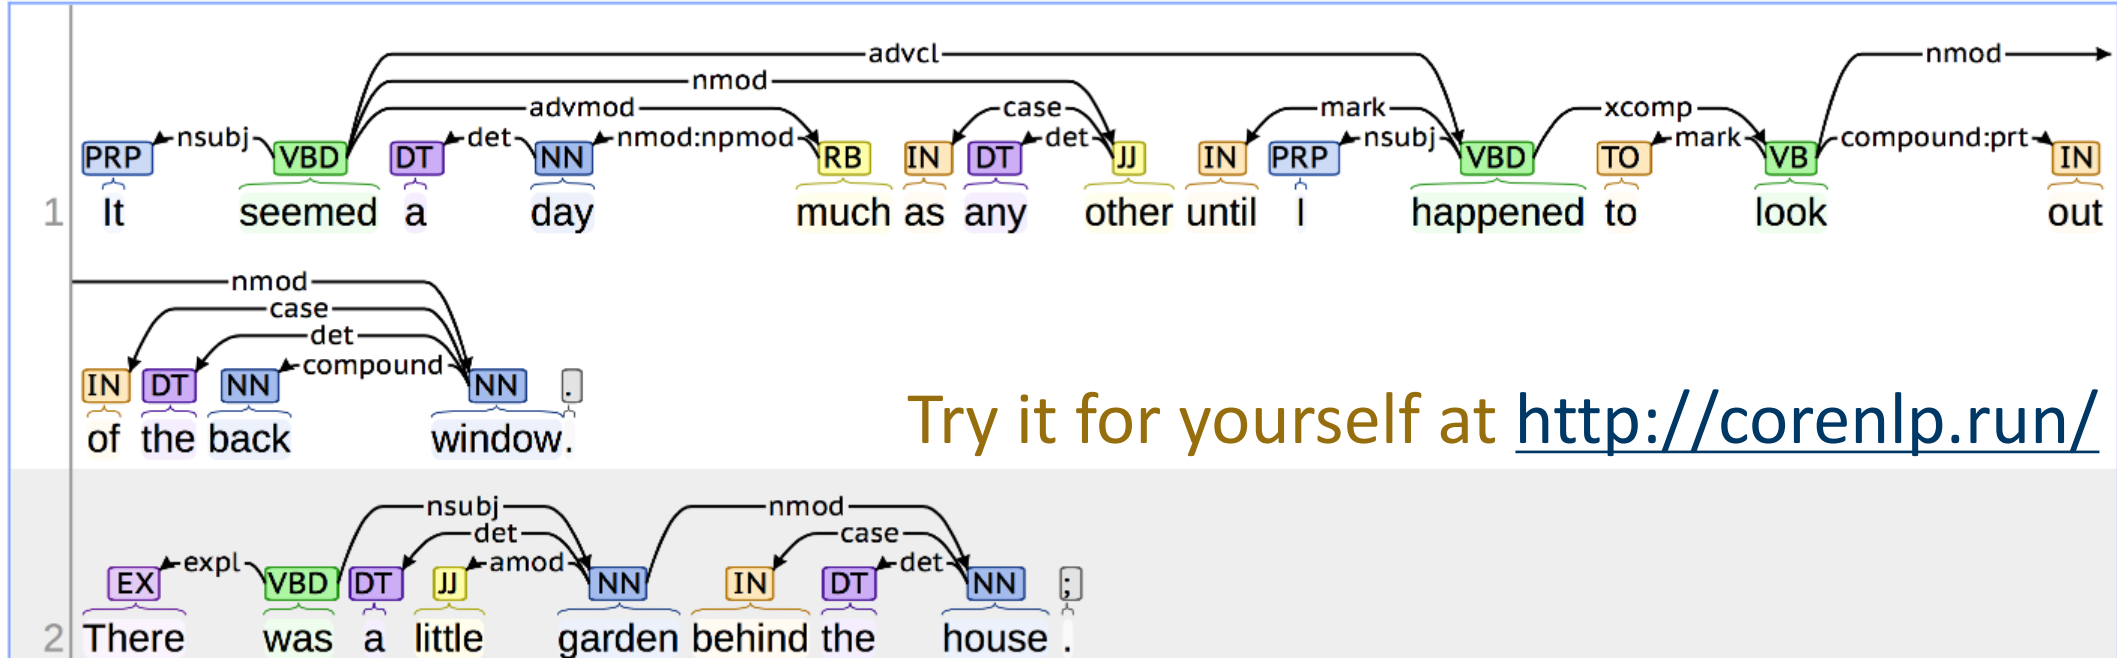 advcl
nmod nmod
advmod case mark xcomp
nsubj det nmod:npmod det nsubj mark compound:prt
PRP VBD DT NN RB IN DT JJ IN PRP VBD TO VB IN
1 It seemed a day much as any other until I happened to look out
nmod
case
det
compound
IN DT NN NN .
of the back window.
Try it for yourself at http://corenlp.run/
nsubj nmod
det case
expl amod det
EX VBD DT JJ NN IN DT NN ;
2 There was a little garden behind the house .